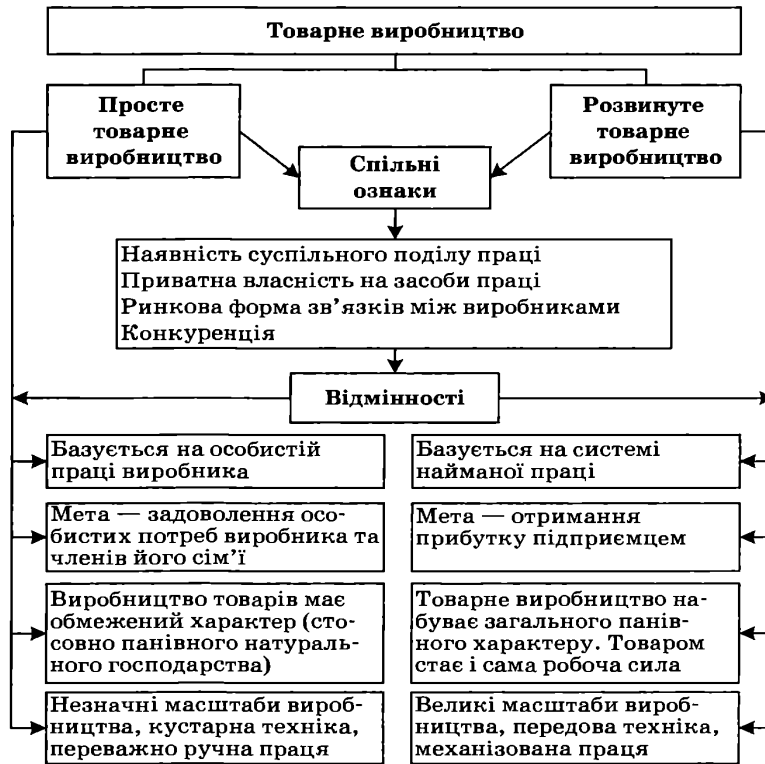 Товарне виробництво
Просте
товарне
виробництво
Розвинуте
товарне
виробництво
Спільні
ознаки
Наявність суспільного поділу праці
Приватна власність на засоби праці
Ринкова форма зв’язків між виробниками
Конкуренція
Відмінності
Базується на особистій
праці виробника
Базується на системі
найманої праці
Мета — задоволення осо-
бистих потреб виробника та
членів його сім’ї
Мета — отримання
прибутку підприємцем
Виробництво товарів має
обмежений характер (сто-
совно панівного натураль-
ного господарства)
Товарне виробництво на-
буває загального панів-
ного характеру. Товаром
стає і сама робоча сила
Незначні масштаби вироб-
ництва, кустарна техніка,
переважно ручна праця
Великі масштаби вироб-
ництва, передова техніка,
механізована праця